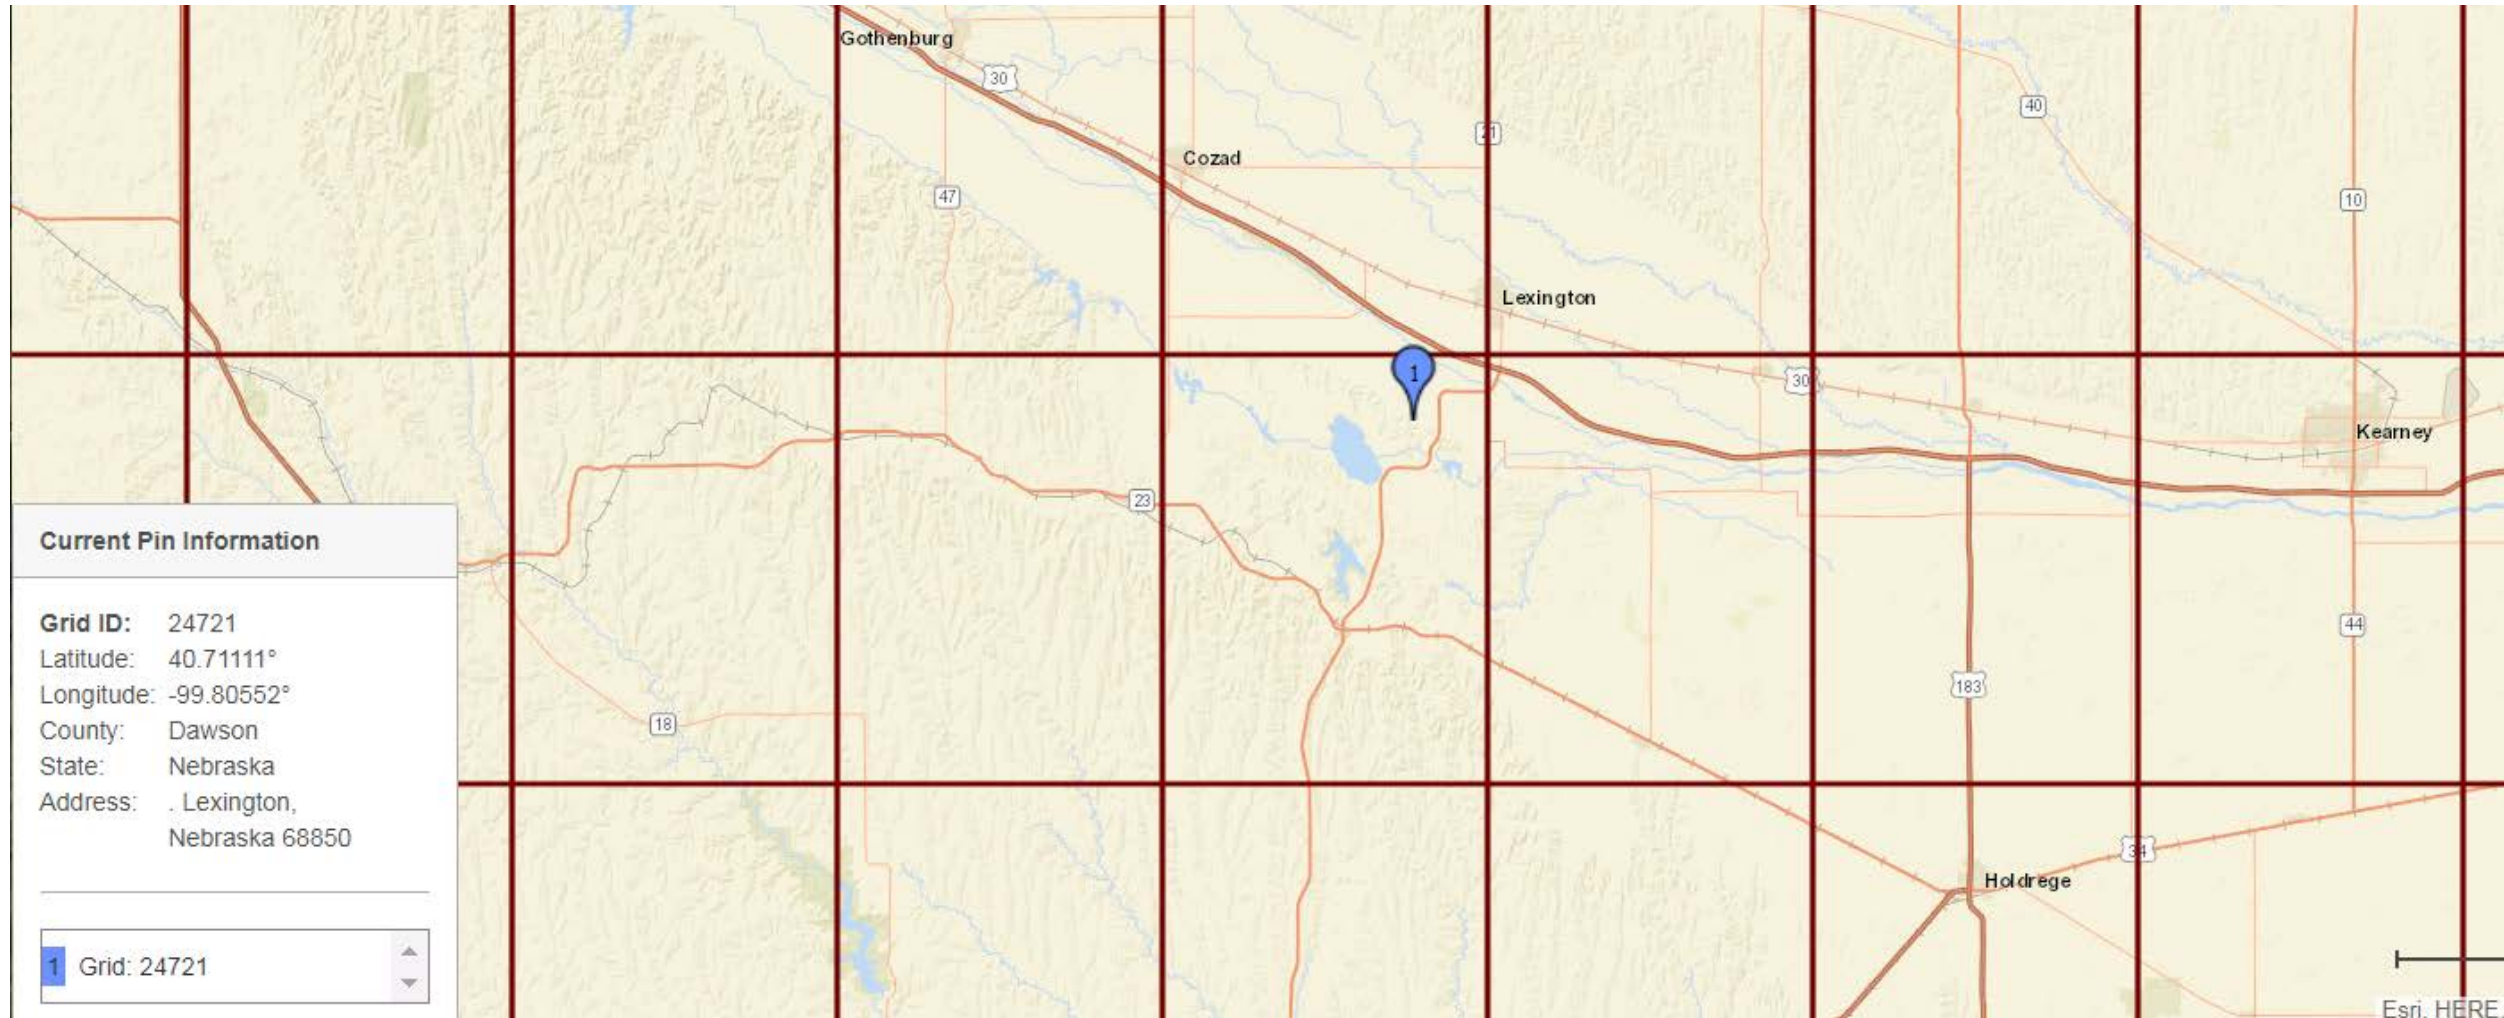 Gothenburg
30
40
21
Cozad
47
10
Lexington
1
30
Kearney
23
Current Pin Information
Grid ID: 24721
Latitude: 40.71111°
Longitude: -99.80552°
County: Dawson
State: Nebraska
Address: . Lexington,
Nebraska 68850
44
183
18
34
Holdrege
1 Grid: 24721
Esri, HERE,